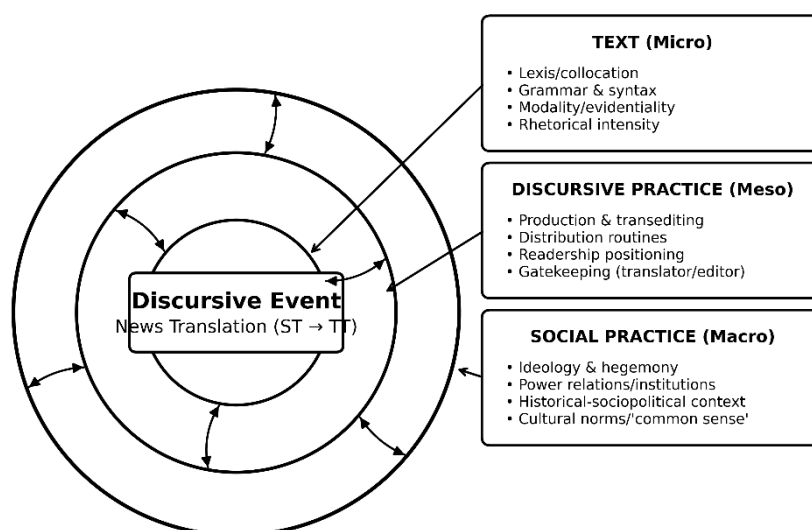 TEXT (Micro)
• Lexis/collocation
• Grammar & syntax
• Modality/evidentiality
• Rhetorical intensity
DISCURSIVE PRACTICE (Meso)
• Production & transediting
• Distribution routines
• Readership positioning
• Gatekeeping (translator/editor)
Discursive Event
News Translation (ST → TT)
SOCIAL PRACTICE (Macro)
• Ideology & hegemony
• Power relations/institutions
• Historical-sociopolitical context
• Cultural norms/'common sense'